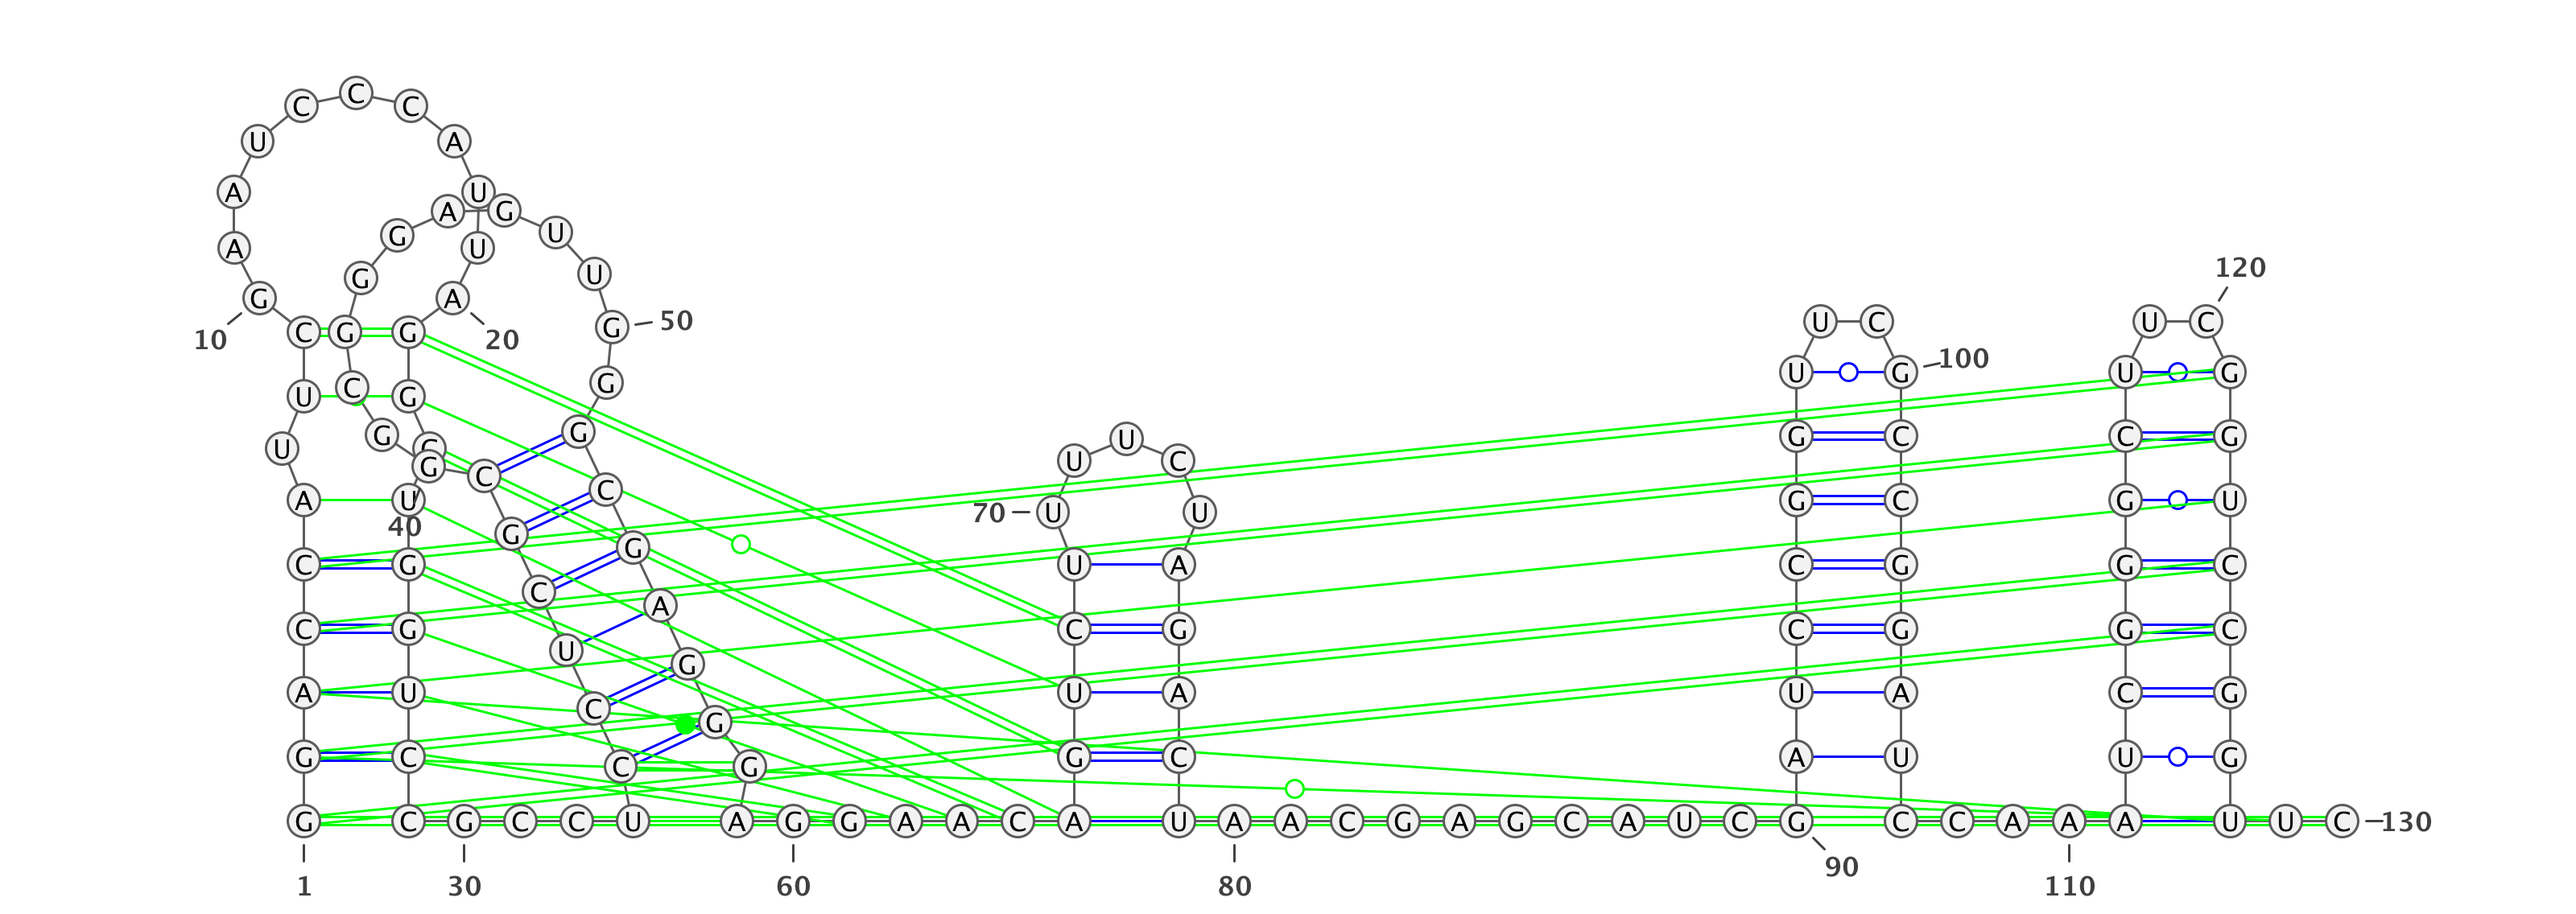 C C C
U A
A U
A G
G U
A U
120
G U
G A
G 50
U C U C
C G G
10 20
100
U G U G
G
C
U G
G G G C C G
U
U G
U C
G U C
C
C
A U G C G U
70 U U
40
G
G
C G U A C G G C
C
A
C G C G C G G C
U
G
A U U A U A C G
C
G
G C G C A U U G
C G
G C G C C U A G G A A C A U A A C G A G C A U C G C C A A A U U C 130
90
1 30 60 80 110